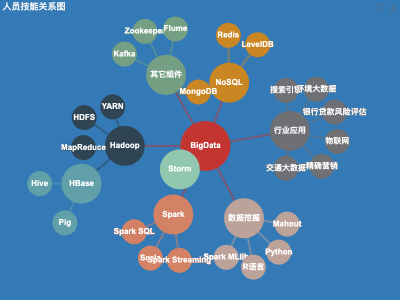 人员技能关系图
Redis
Flume
Zookeeper
LevelDB
Kafka
其它组件
NoSQL
MongoDB
搜索引擎
环境大数据
YARN
银行贷款风险评估
HDFS
行业应用
Hadoop
BigData
物联网
MapReduce
Storm
交通大数据
精确营销
Hive
HBase
Spark
数据挖掘
Pig
Mahout
Spark SQL
Python
Spark MLlib
Spark Streaming
R语言